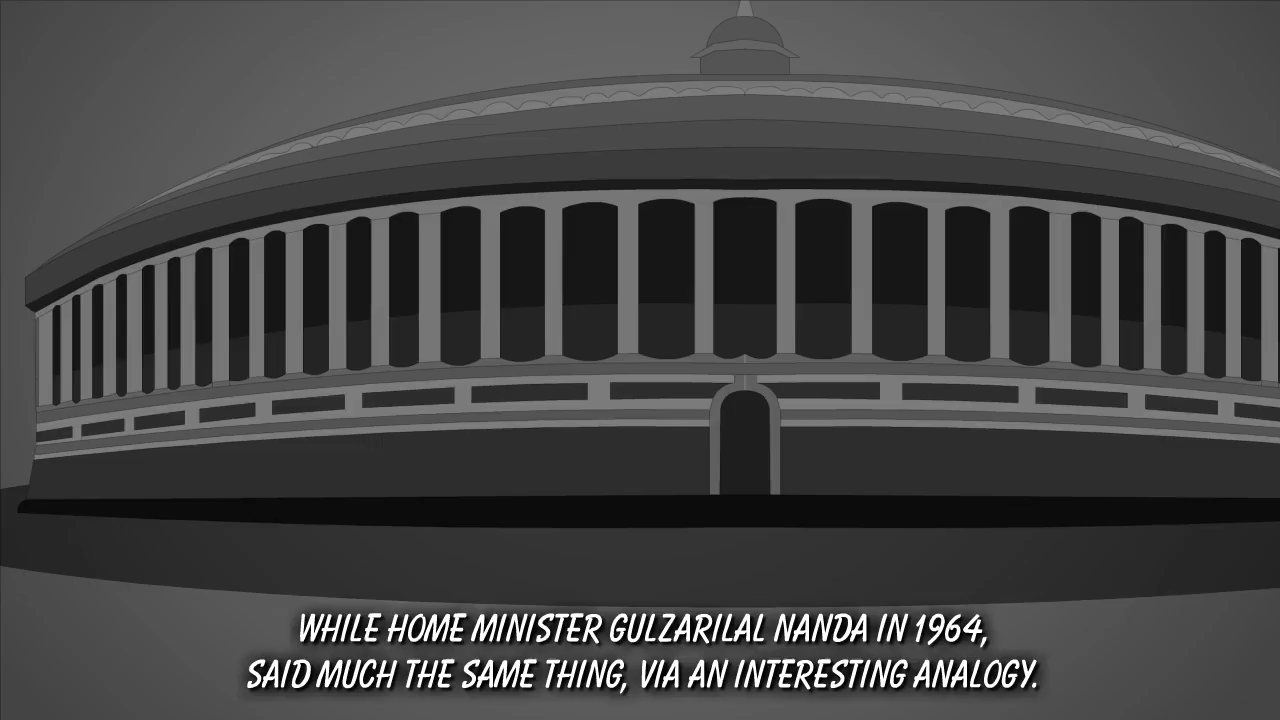 WHILE HOME MINISTER GULZARILAL NANDA IN 1964,
SAID MUCH THE SAME THING, VIA AN INTERESTING ANALOGY.